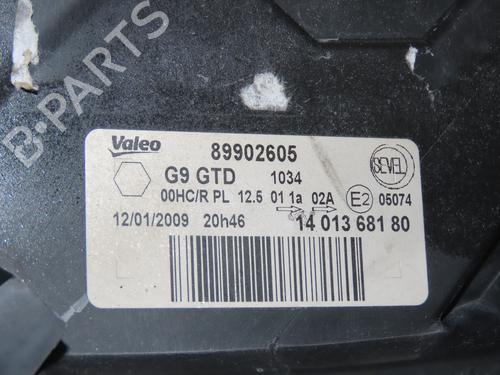 B-PARTS
Valeo 89902605 SEVEL
G9 GTD 1034
00HC/R PL 12.5 01 1a 02A E2 05074
12/01/2009 20h46 14 013 681 80